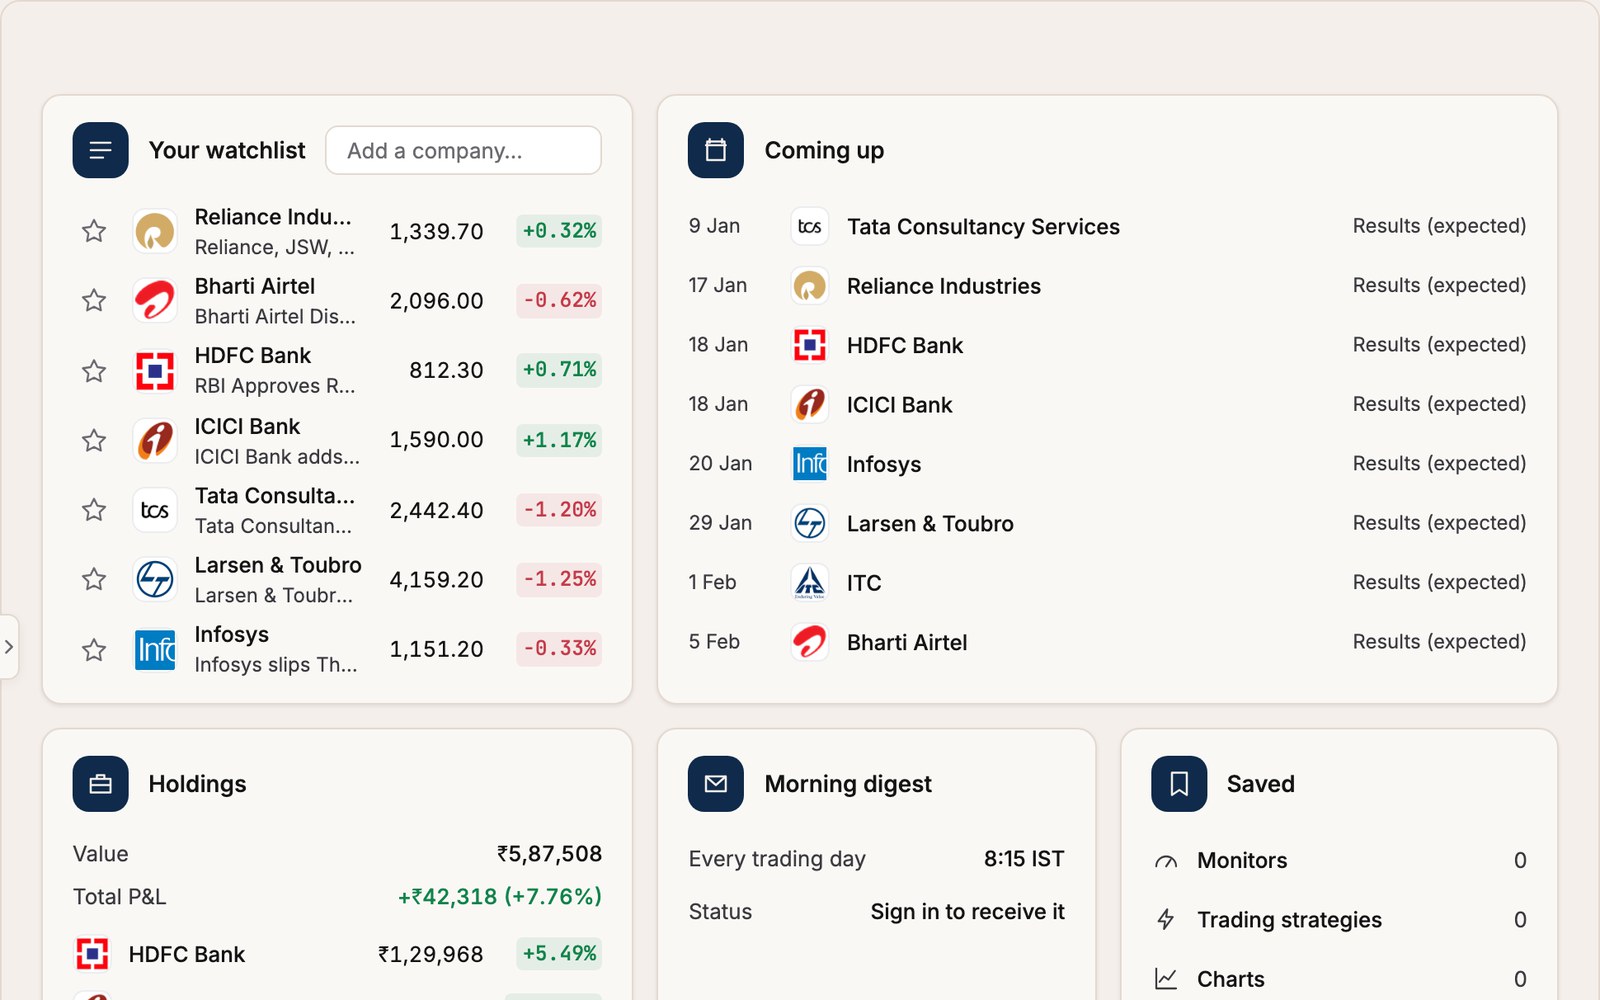 Your watchlist
Add a company...
Reliance Indu... 1,339.70 +0.32%
Reliance, JSW, ...
Bharti Airtel 2,096.00 -0.62%
Bharti Airtel Dis...
HDFC Bank 812.30 +0.71%
RBI Approves R...
ICICI Bank 1,590.00 +1.17%
ICICI Bank adds...
tcs Tata Consulta... 2,442.40 -1.20%
Tata Consultan...
Larsen & Toubro 4,159.20 -1.25%
Larsen & Toubr...
Infosys 1,151.20 -0.33%
Infosys slips Th...
Coming up
9 Jan tcs Tata Consultancy Services Results (expected)
17 Jan Reliance Industries Results (expected)
18 Jan HDFC Bank Results (expected)
18 Jan ICICI Bank Results (expected)
20 Jan Infosys Results (expected)
29 Jan Larsen & Toubro Results (expected)
1 Feb ITC Results (expected)
5 Feb Bharti Airtel Results (expected)
Holdings
Value ₹5,87,508
Total P&L +₹42,318 (+7.76%)
HDFC Bank ₹1,29,968 +5.49%
Morning digest
Every trading day 8:15 IST
Status Sign in to receive it
Saved
Monitors 0
Trading strategies 0
Charts 0